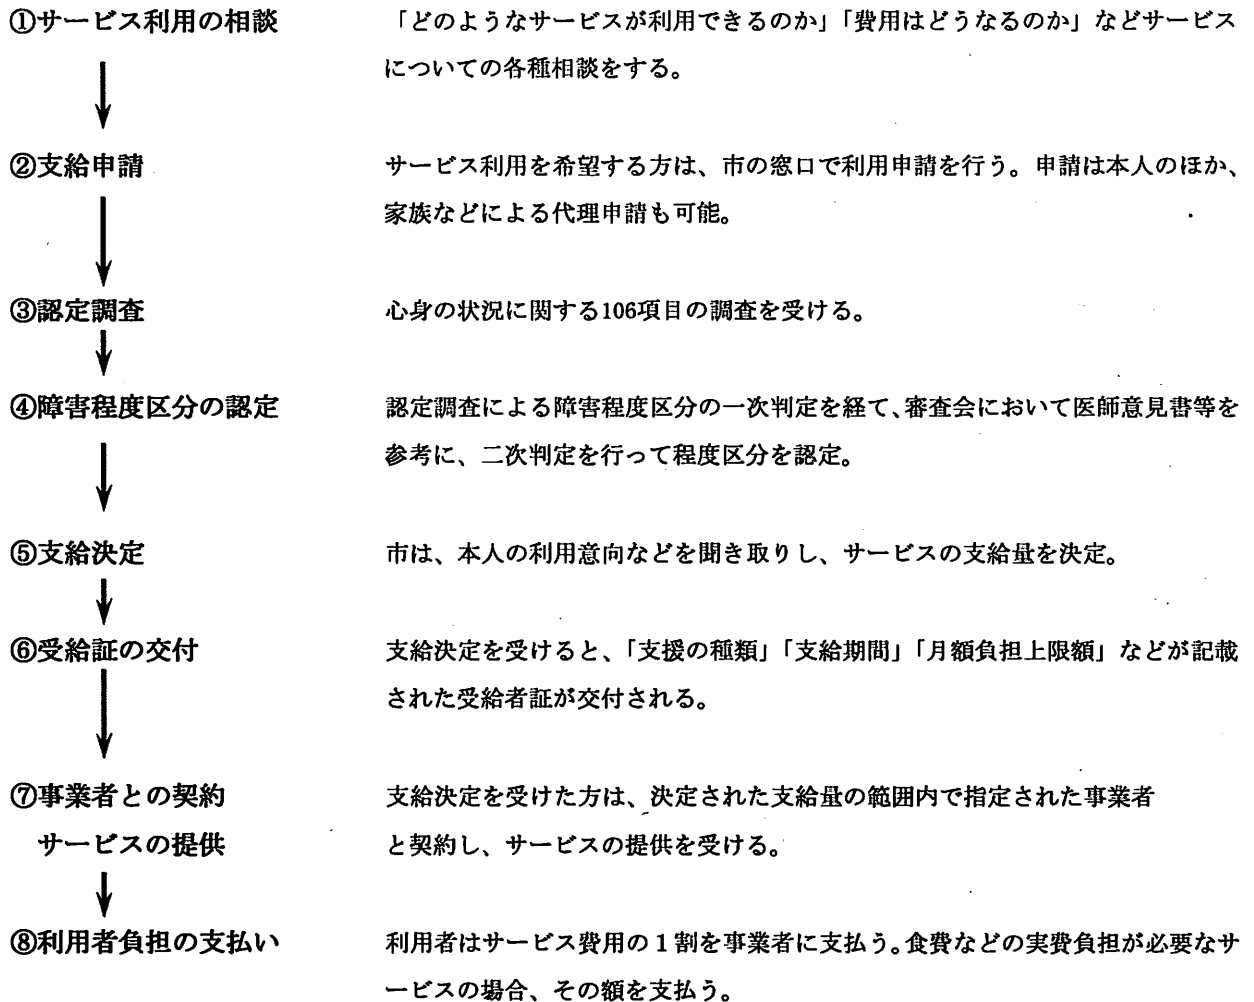 ①サービス利用の相談
「どのようなサービスが利用できるのか」「費用はどうなるのか」などサービス
についての各種相談をする。
②支給申請
サービス利用を希望する方は、市の窓口で利用申請を行う。申請は本人のほか、
家族などによる代理申請も可能。
③認定調査
心身の状況に関する106項目の調査を受ける。
④障害程度区分の認定
認定調査による障害程度区分の一次判定を経て、審査会において医師意見書等を
参考に、二次判定を行って程度区分を認定。
⑤支給決定
市は、本人の利用意向などを聞き取りし、サービスの支給量を決定。
⑥受給証の交付
支給決定を受けると、「支援の種類」「支給期間」「月額負担上限額」などが記載
された受給者証が交付される。
⑦事業者との契約
サービスの提供
支給決定を受けた方は、決定された支給量の範囲内で指定された事業者
と契約し、サービスの提供を受ける。
⑧利用者負担の支払い
利用者はサービス費用の1割を事業者に支払う。食費などの実費負担が必要なサ
ービスの場合、その額を支払う。